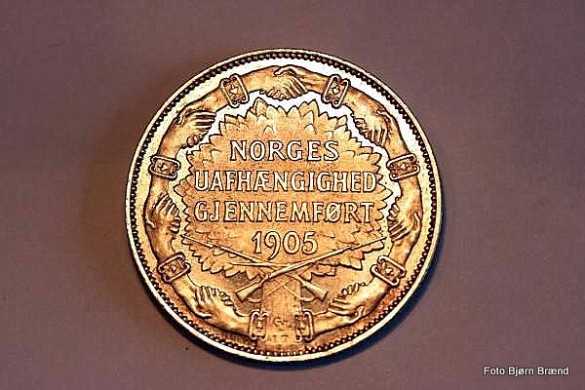 NORGES
UAFHÆNGIGHED
GJENNEMFØRT
1905
Foto Bjørn Brænd